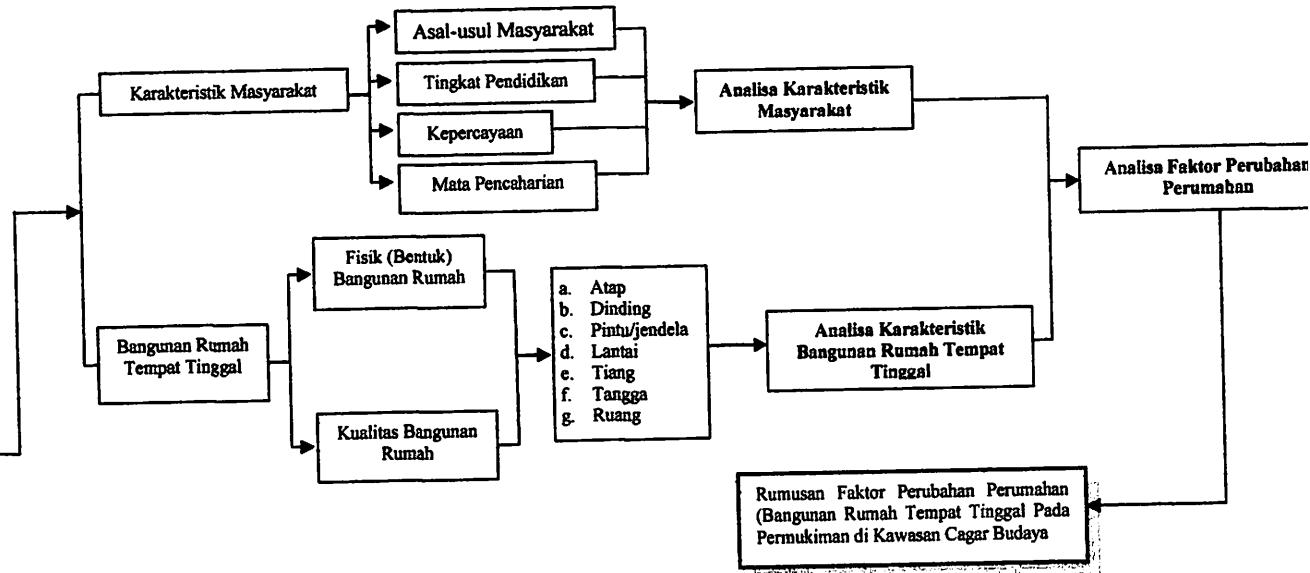 Asal-usul Masyarakat
Karakteristik Masyarakat
Tingkat Pendidikan
Kepercayaan
Mata Pencaharian
Analisa Karakteristik
Masyarakat
Analisa Faktor Perubahan
Perumahan
Fisik (Bentuk)
Bangunan Rumah
Bangunan Rumah
Tempat Tinggal
Kualitas Bangunan
Rumah
a. Atap
b. Dinding
c. Pintu/jendela
d. Lantai
e. Tiang
f. Tangga
g. Ruang
Analisa Karakteristik
Bangunan Rumah Tempat
Tinggal
Rumusan Faktor Perubahan Perumahan
(Bangunan Rumah Tempat Tinggal Pada
Permukiman di Kawasan Cagar Budaya